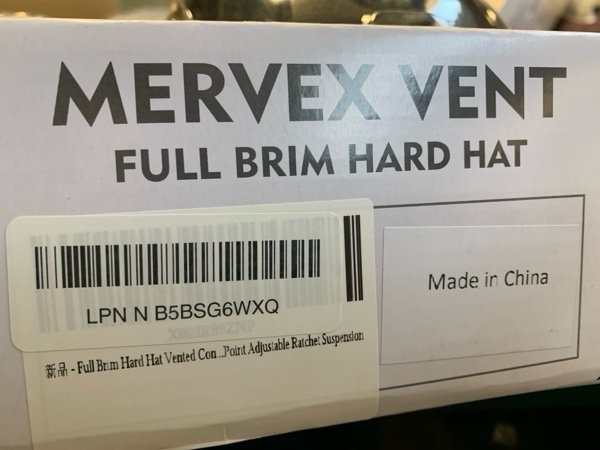 MERVEX VENT
FULL BRIM HARD HAT
LPN N B5BSG6WXQ
新品 - Full Brim Hard Hat Vented Con...Point Adjustable Ratchet Suspension
Made in China